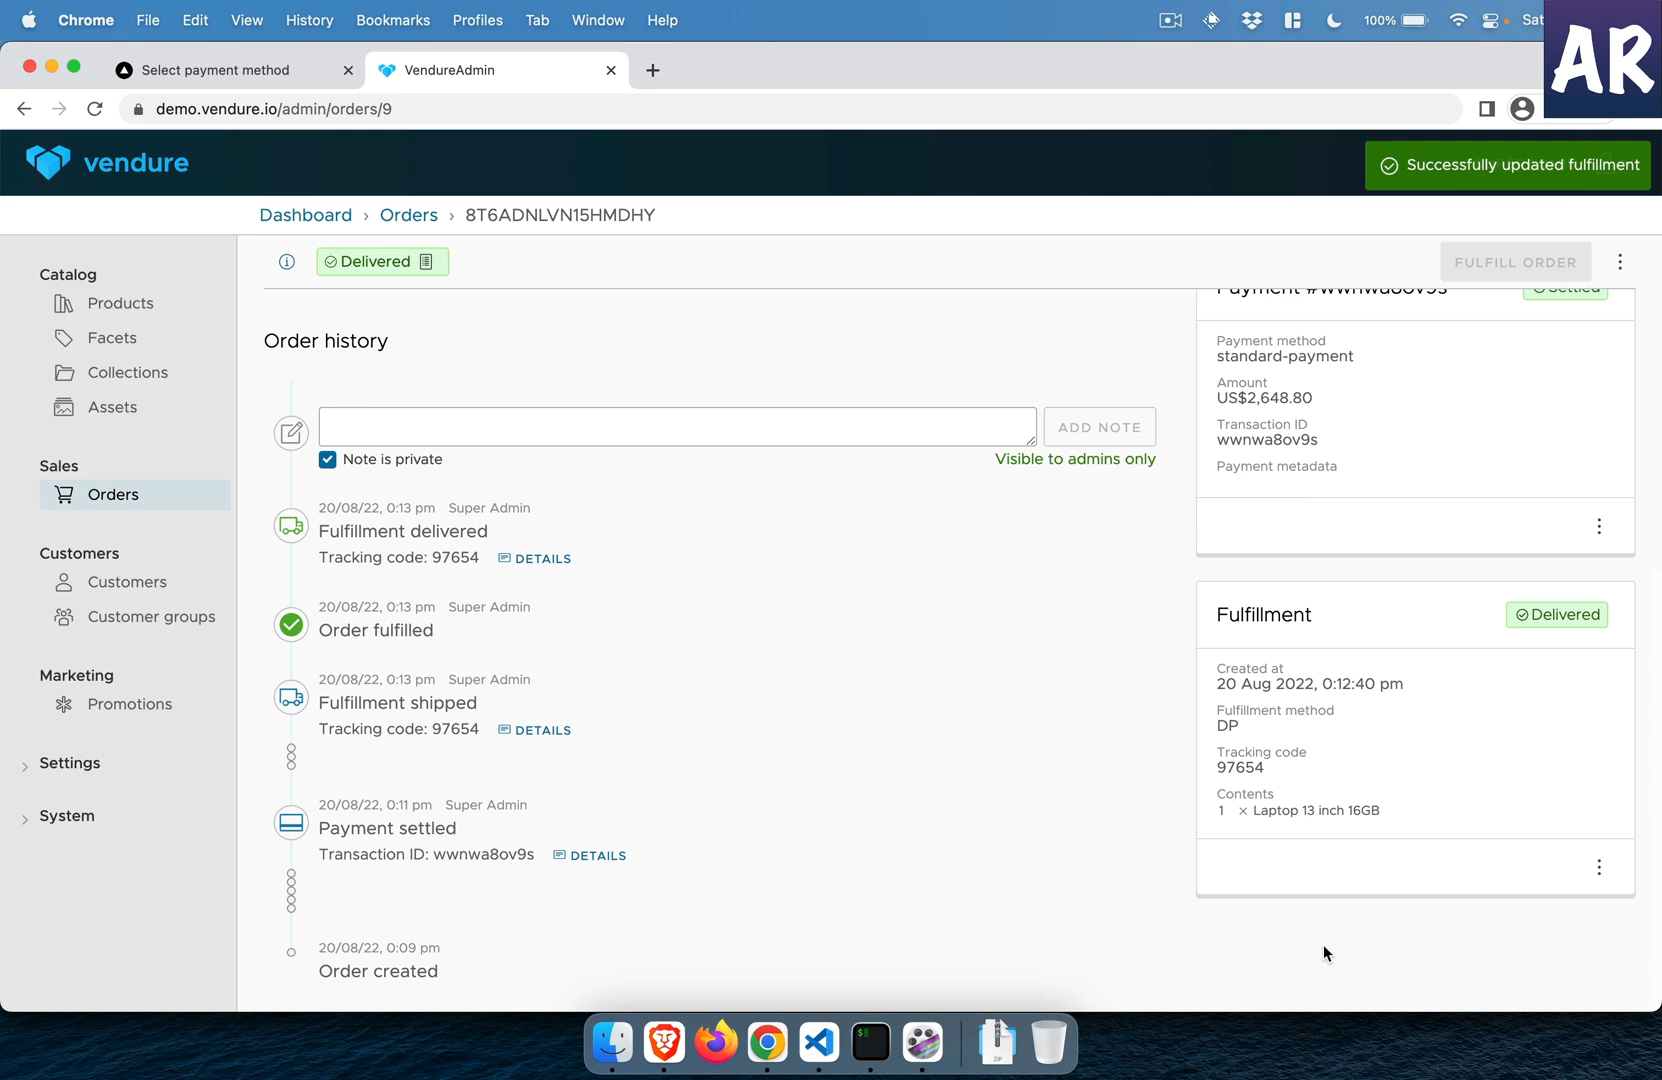 Chrome File Edit View History Bookmarks Profiles Tab Window Help 100% Sat
AR
Select payment method VendureAdmin
demo.vendure.io/admin/orders/9
vendure
Successfully updated fulfillment
Dashboard › Orders › 8T6ADNLVN15HMDHY
Delivered
FULFILL ORDER
Catalog
Products
Facets
Collections
Assets
Sales
Orders
Customers
Customers
Customer groups
Marketing
Promotions
Settings
System
Order history
ADD NOTE
Note is private
Visible to admins only
20/08/22, 0:13 pm Super Admin
Fulfillment delivered
Tracking code: 97654 DETAILS
20/08/22, 0:13 pm Super Admin
Order fulfilled
20/08/22, 0:13 pm Super Admin
Fulfillment shipped
Tracking code: 97654 DETAILS
20/08/22, 0:11 pm Super Admin
Payment settled
Transaction ID: wwnwa8ov9s DETAILS
20/08/22, 0:09 pm
Order created
Payment #wwnwa8ov9s Settled
Payment method
standard-payment
Amount
US$2,648.80
Transaction ID
wwnwa8ov9s
Payment metadata
Fulfillment Delivered
Created at
20 Aug 2022, 0:12:40 pm
Fulfillment method
DP
Tracking code
97654
Contents
1 × Laptop 13 inch 16GB
$
ZIP